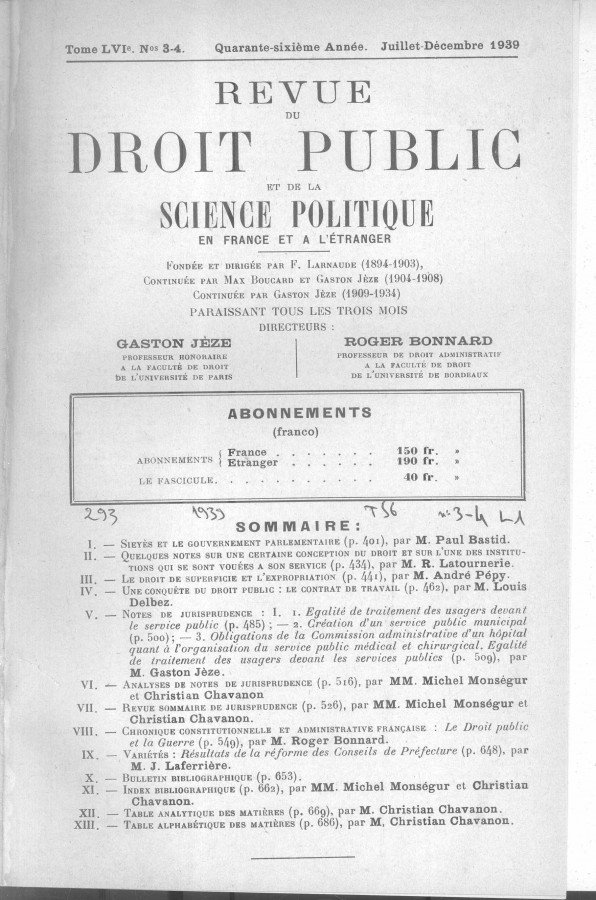 Tome LVIe. Nos 3-4. Quarante-sixième Année. Juillet-Décembre 1939
REVUE
DU
DROIT PUBLIC
ET DE LA
SCIENCE POLITIQUE
EN FRANCE ET A L'ÉTRANGER
Fondée et dirigée par F. Larnaude (1894-1903),
Continuée par Max Boucard et Gaston Jèze (1904-1908)
Continuée par Gaston Jèze (1909-1934)
PARAISSANT TOUS LES TROIS MOIS
DIRECTEURS :
GASTON JÈZE
PROFESSEUR HONORAIRE
A LA FACULTÉ DE DROIT
DE L'UNIVERSITÉ DE PARIS
ROGER BONNARD
PROFESSEUR DE DROIT ADMINISTRATIF
A LA FACULTÉ DE DROIT
DE L'UNIVERSITÉ DE BORDEAUX
ABONNEMENTS
(franco)
ABONNEMENTS { France . . . . . . . 150 fr. »
Etranger . . . . . . 190 fr. »
LE FASCICULE. . . . . . . . . . . 40 fr. »
293 1939 T56 n° 3-4 L1
SOMMAIRE :
I. — Sieyès et le gouvernement parlementaire (p. 401), par M. Paul Bastid.
II. — Quelques notes sur une certaine conception du droit et sur l'une des institu-
tions qui se sont vouées a son service (p. 434), par M. R. Latournerie.
III. — Le droit de superficie et l'expropriation (p. 441), par M. André Pépy.
IV. — Une conquête du droit public : le contrat de travail (p. 462), par M. Louis
Delbez.
V. — Notes de jurisprudence : I. 1. Egalité de traitement des usagers devant
le service public (p. 485) ; — 2. Création d'un service public municipal
(p. 500) ; — 3. Obligations de la Commission administrative d'un hôpital
quant à l'organisation du service public médical et chirurgical. Egalité
de traitement des usagers devant les services publics (p. 509), par
M. Gaston Jèze.
VI. — Analyses de notes de jurisprudence (p. 516), par MM. Michel Monségur
et Christian Chavanon
VII. — Revue sommaire de jurisprudence (p. 526), par MM. Michel Monségur et
Christian Chavanon.
VIII. — Chronique constitutionnelle et administrative française : Le Droit public
et la Guerre (p. 549), par M. Roger Bonnard.
IX. — Variétés : Résultats de la réforme des Conseils de Préfecture (p. 648), par
M. J. Laferrière.
X. — Bulletin bibliographique (p. 653).
XI. — Index bibliographique (p. 662), par MM. Michel Monségur et Christian
Chavanon.
XII. — Table analytique des matières (p. 669), par M. Christian Chavanon.
XIII. — Table alphabétique des matières (p. 686), par M. Christian Chavanon.